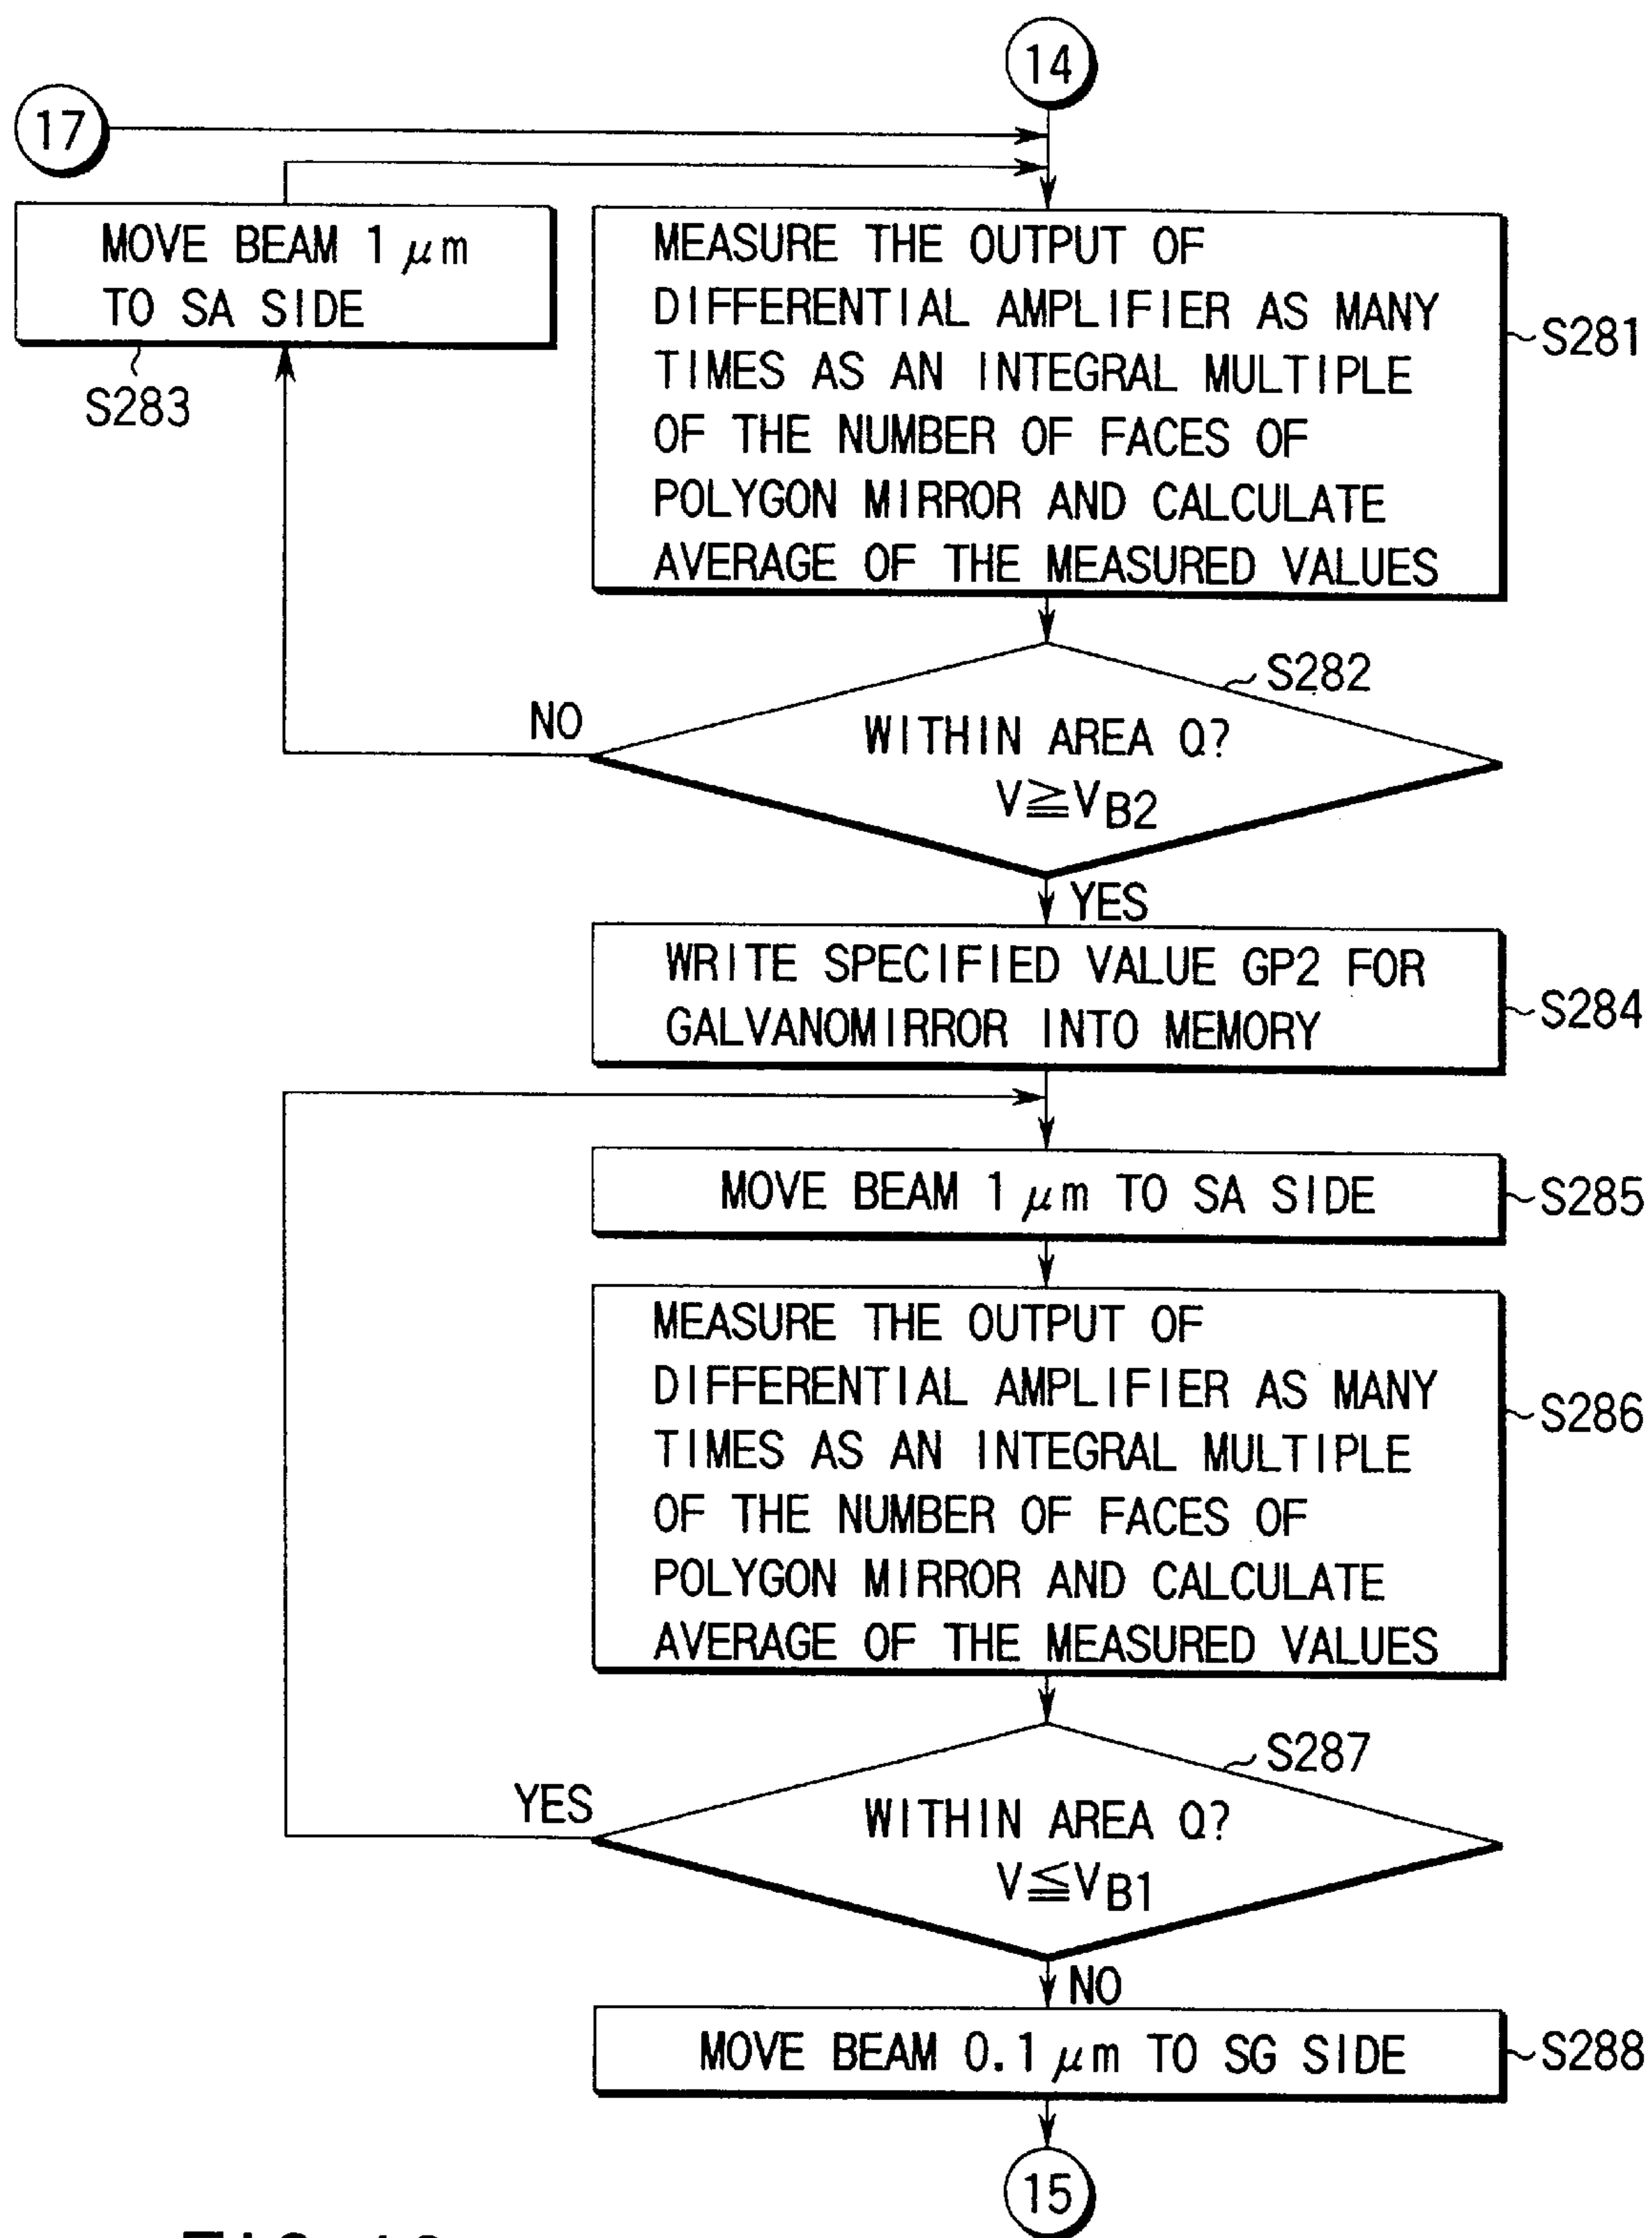 14
17
MOVE BEAM 1 μm
TO SA SIDE
S283
MEASURE THE OUTPUT OF
DIFFERENTIAL AMPLIFIER AS MANY
TIMES AS AN INTEGRAL MULTIPLE
OF THE NUMBER OF FACES OF
POLYGON MIRROR AND CALCULATE
AVERAGE OF THE MEASURED VALUES
S281
S282
NO
WITHIN AREA Q?
V≧VB2
YES
WRITE SPECIFIED VALUE GP2 FOR
GALVANOMIRROR INTO MEMORY
S284
MOVE BEAM 1 μm TO SA SIDE
S285
MEASURE THE OUTPUT OF
DIFFERENTIAL AMPLIFIER AS MANY
TIMES AS AN INTEGRAL MULTIPLE
OF THE NUMBER OF FACES OF
POLYGON MIRROR AND CALCULATE
AVERAGE OF THE MEASURED VALUES
S286
S287
YES
WITHIN AREA Q?
V≦VB1
NO
MOVE BEAM 0.1 μm TO SG SIDE
S288
15